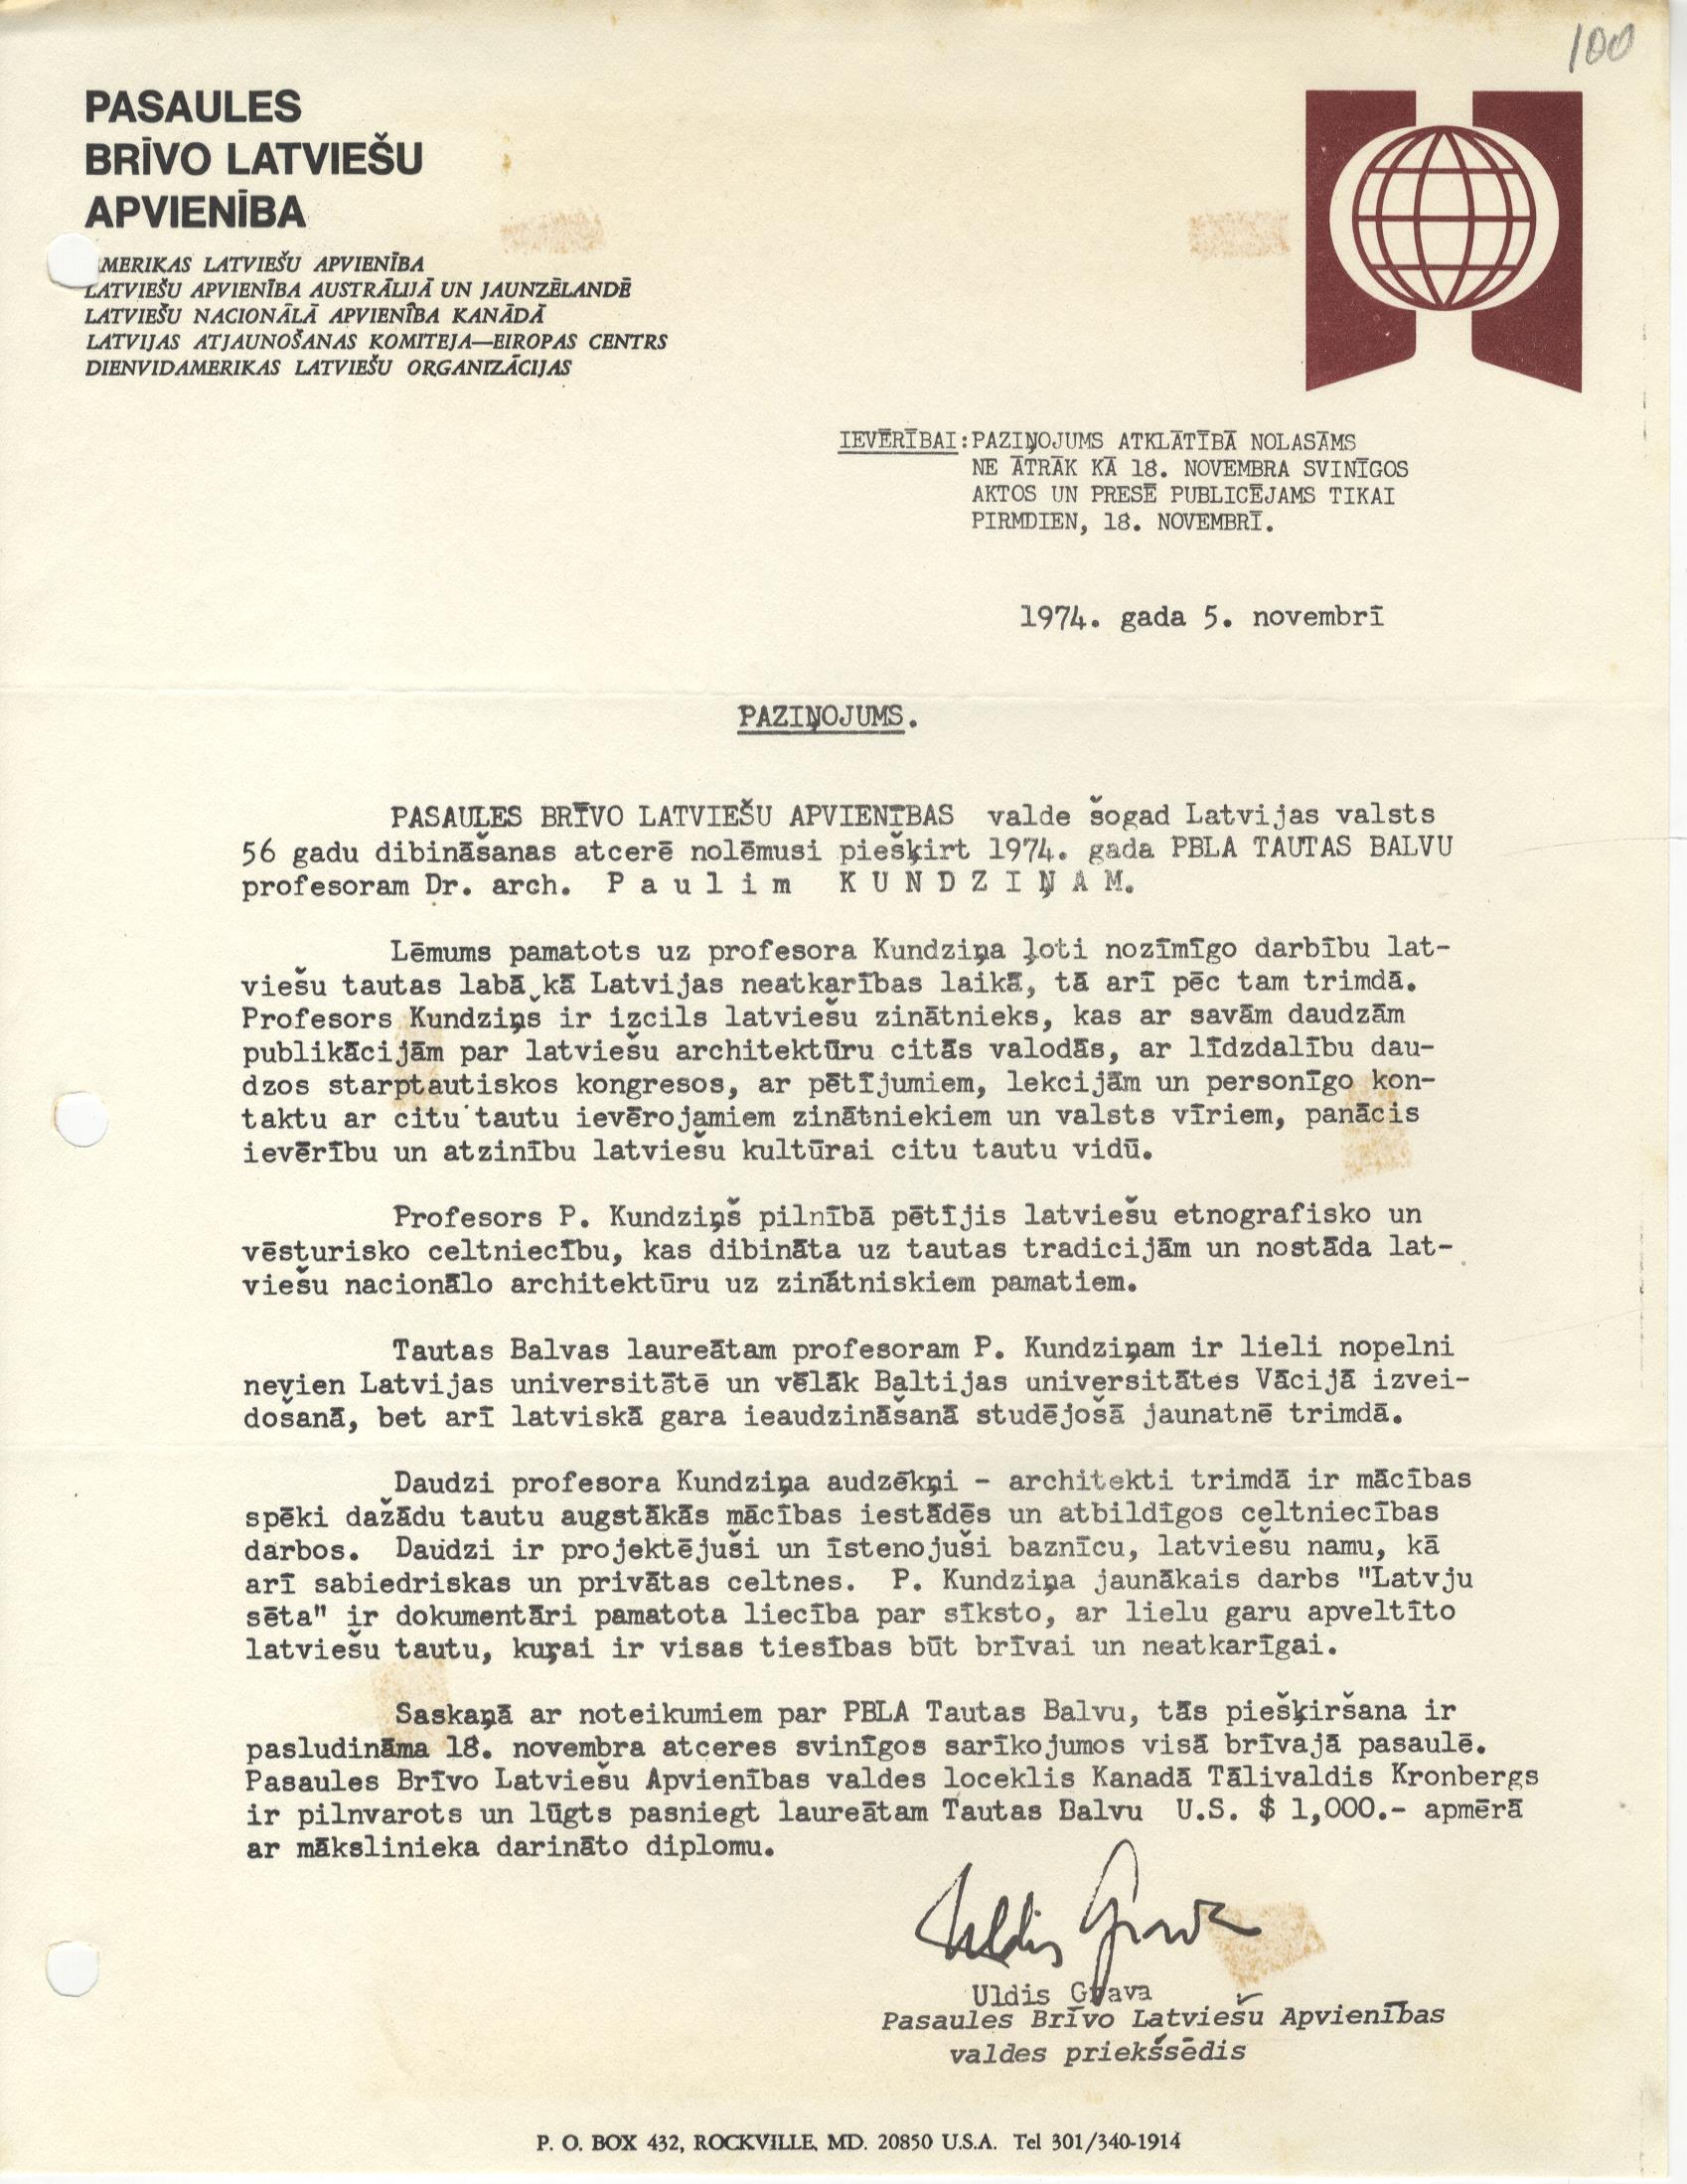 100
PASAULES
BRĪVO LATVIEŠU
APVIENĪBA
MERIKAS LATVIEŠU APVIENĪBA
LATVIEŠU APVIENĪBA AUSTRĀLIJĀ UN JAUNZĒLANDĒ
LATVIEŠU NACIONĀLĀ APVIENĪBA KANĀDĀ
LATVIJAS ATJAUNOŠANAS KOMITEJA—EIROPAS CENTRS
DIENVIDAMERIKAS LATVIEŠU ORGANIZĀCIJAS
IEVĒRĪBAI: PAZIŅOJUMS ATKLĀTĪBĀ NOLASĀMS
NE ĀTRĀK KĀ 18. NOVEMBRA SVINĪGOS
AKTOS UN PRESĒ PUBLICĒJAMS TIKAI
PIRMDIEN, 18. NOVEMBRĪ.
1974. gada 5. novembrī
PAZIŅOJUMS.
PASAUĻES BRĪVO LATVIEŠU APVIENĪBAS valde šogad Latvijas valsts
56 gadu dibināšanas atcerē nolēmusi piešķirt 1974. gada PBLA TAUTAS BALVU
profesoram Dr. arch. P a u l i m K U N D Z I Ņ A M.
Lēmums pamatots uz profesora Kundziņa ļoti nozīmīgo darbību lat-
viešu tautas labā kā Latvijas neatkarības laikā, tā arī pēc tam trimdā.
Profesors Kundziņs ir izcils latviešu zinātnieks, kas ar savām daudzām
publikācijām par latviešu architektūru citās valodās, ar līdzdalību dau-
dzos starptautiskos kongresos, ar pētījumiem, lekcijām un personīgo kon-
taktu ar citu tautu ievērojamiem zinātniekiem un valsts vīriem, panācis
ievērību un atzinību latviešu kultūrai citu tautu vidū.
Profesors P. Kundziņš pilnībā pētījis latviešu etnografisko un
vēsturisko celtniecību, kas dibināta uz tautas tradicijām un nostāda lat-
viešu nacionālo architektūru uz zinātniskiem pamatiem.
Tautas Balvas laureātam profesoram P. Kundziņam ir lieli nopelni
nevien Latvijas universitātē un vēlāk Baltijas universitātes Vācijā izvei-
došanā, bet arī latviskā gara ieaudzināšanā studējošā jaunatnē trimdā.
Daudzi profesora Kundziņa audzēkņi - architekti trimdā ir mācības
spēki dažādu tautu augstākās mācības iestādēs un atbildīgos celtniecības
darbos. Daudzi ir projektējuši un īstenojuši baznīcu, latviešu namu, kā
arī sabiedriskas un privātas celtnes. P. Kundziņa jaunākais darbs "Latvju
sēta" ir dokumentāri pamatota liecība par sīksto, ar lielu garu apveltīto
latviešu tautu, kuŗai ir visas tiesības būt brīvai un neatkarīgai.
Saskaņā ar noteikumiem par PBLA Tautas Balvu, tās piešķiršana ir
pasludināma 18. novembra atceres svinīgos sarīkojumos visā brīvajā pasaulē.
Pasaules Brīvo Latviešu Apvienības valdes loceklis Kanadā Tālivaldis Kronbergs
ir pilnvarots un lūgts pasniegt laureātam Tautas Balvu U.S. $ 1,000.- apmērā
ar mākslinieka darināto diplomu.
Uldis Grava
Uldis Grava
Pasaules Brīvo Latviešu Apvienības
valdes priekšsēdis
P. O. BOX 432, ROCKVILLE, MD. 20850 U.S.A. Tel 301/340-1914